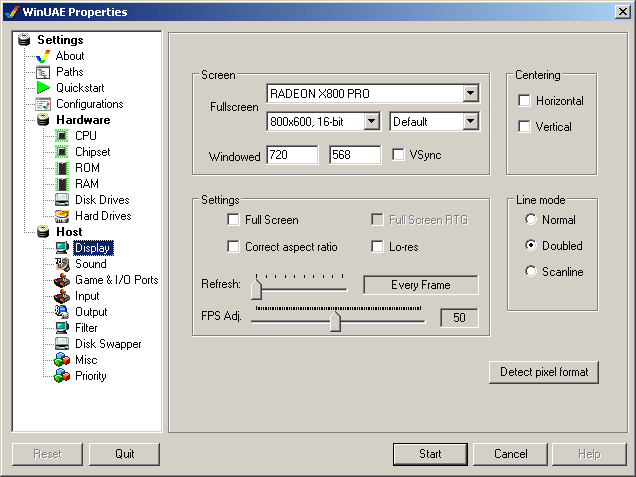 WinUAE Properties
Settings
About
Paths
Quickstart
Configurations
Hardware
CPU
Chipset
ROM
RAM
Disk Drives
Hard Drives
Host
Display
Sound
Game & I/O Ports
Input
Output
Filter
Disk Swapper
Misc
Priority
Screen
Fullscreen
RADEON X800 PRO
800x600, 16-bit
Default
Windowed
720
568
VSync
Centering
Horizontal
Vertical
Settings
Full Screen
Full Screen RTG
Correct aspect ratio
Lo-res
Refresh:
Every Frame
FPS Adj.
50
Line mode
Normal
Doubled
Scanline
Detect pixel format
Reset
Quit
Start
Cancel
Help